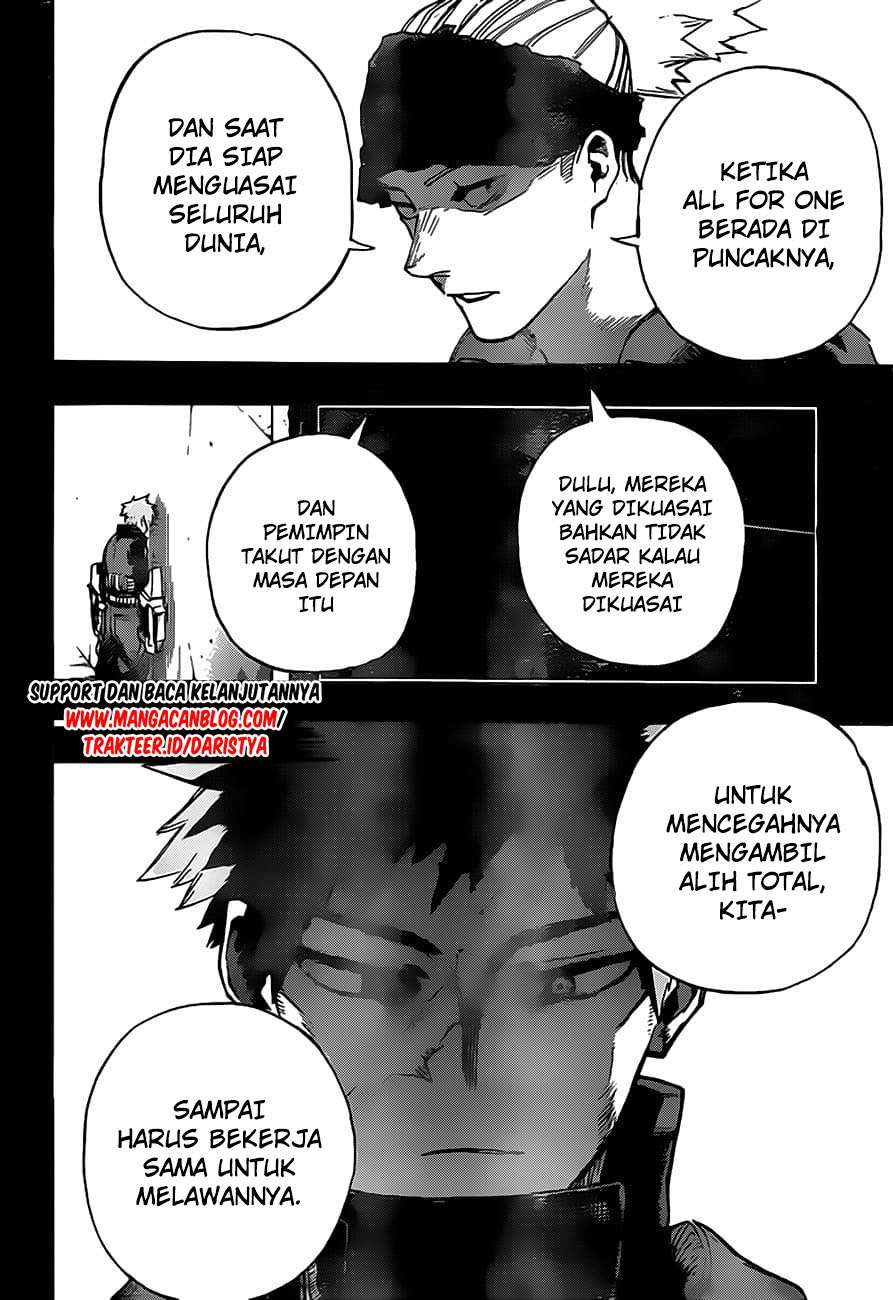 KETIKA
ALL FOR ONE
BERADA DI
PUNCAKNYA,
DAN SAAT
DIA SIAP
MENGUASAI
SELURUH
DUNIA,
DULU, MEREKA
YANG DIKUASAI
BAHKAN TIDAK
SADAR KALAU
MEREKA
DIKUASAI
DAN
PEMIMPIN
TAKUT DENGAN
MASA DEPAN
ITU
SUPPORT DAN BACA KELANJUTANNYA
WWW.MANGACANBLOG.COM/
TRAKTEER.ID/DARISTYA
UNTUK
MENCEGAHNYA
MENGAMBIL
ALIH TOTAL,
KITA-
SAMPAI
HARUS BEKERJA
SAMA UNTUK
MELAWANNYA.